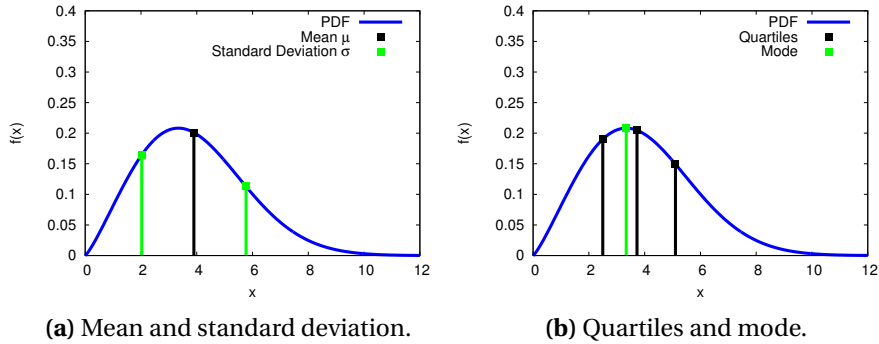 0.4
0.35
0.3
0.25
0.2
0.15
0.1
0.05
0
f(x)
0 2 4 6 8 10 12
x
PDF
Mean μ
Standard Deviation σ
(a) Mean and standard deviation.
0.4
0.35
0.3
0.25
0.2
0.15
0.1
0.05
0
f(x)
0 2 4 6 8 10 12
x
PDF
Quartiles
Mode
(b) Quartiles and mode.